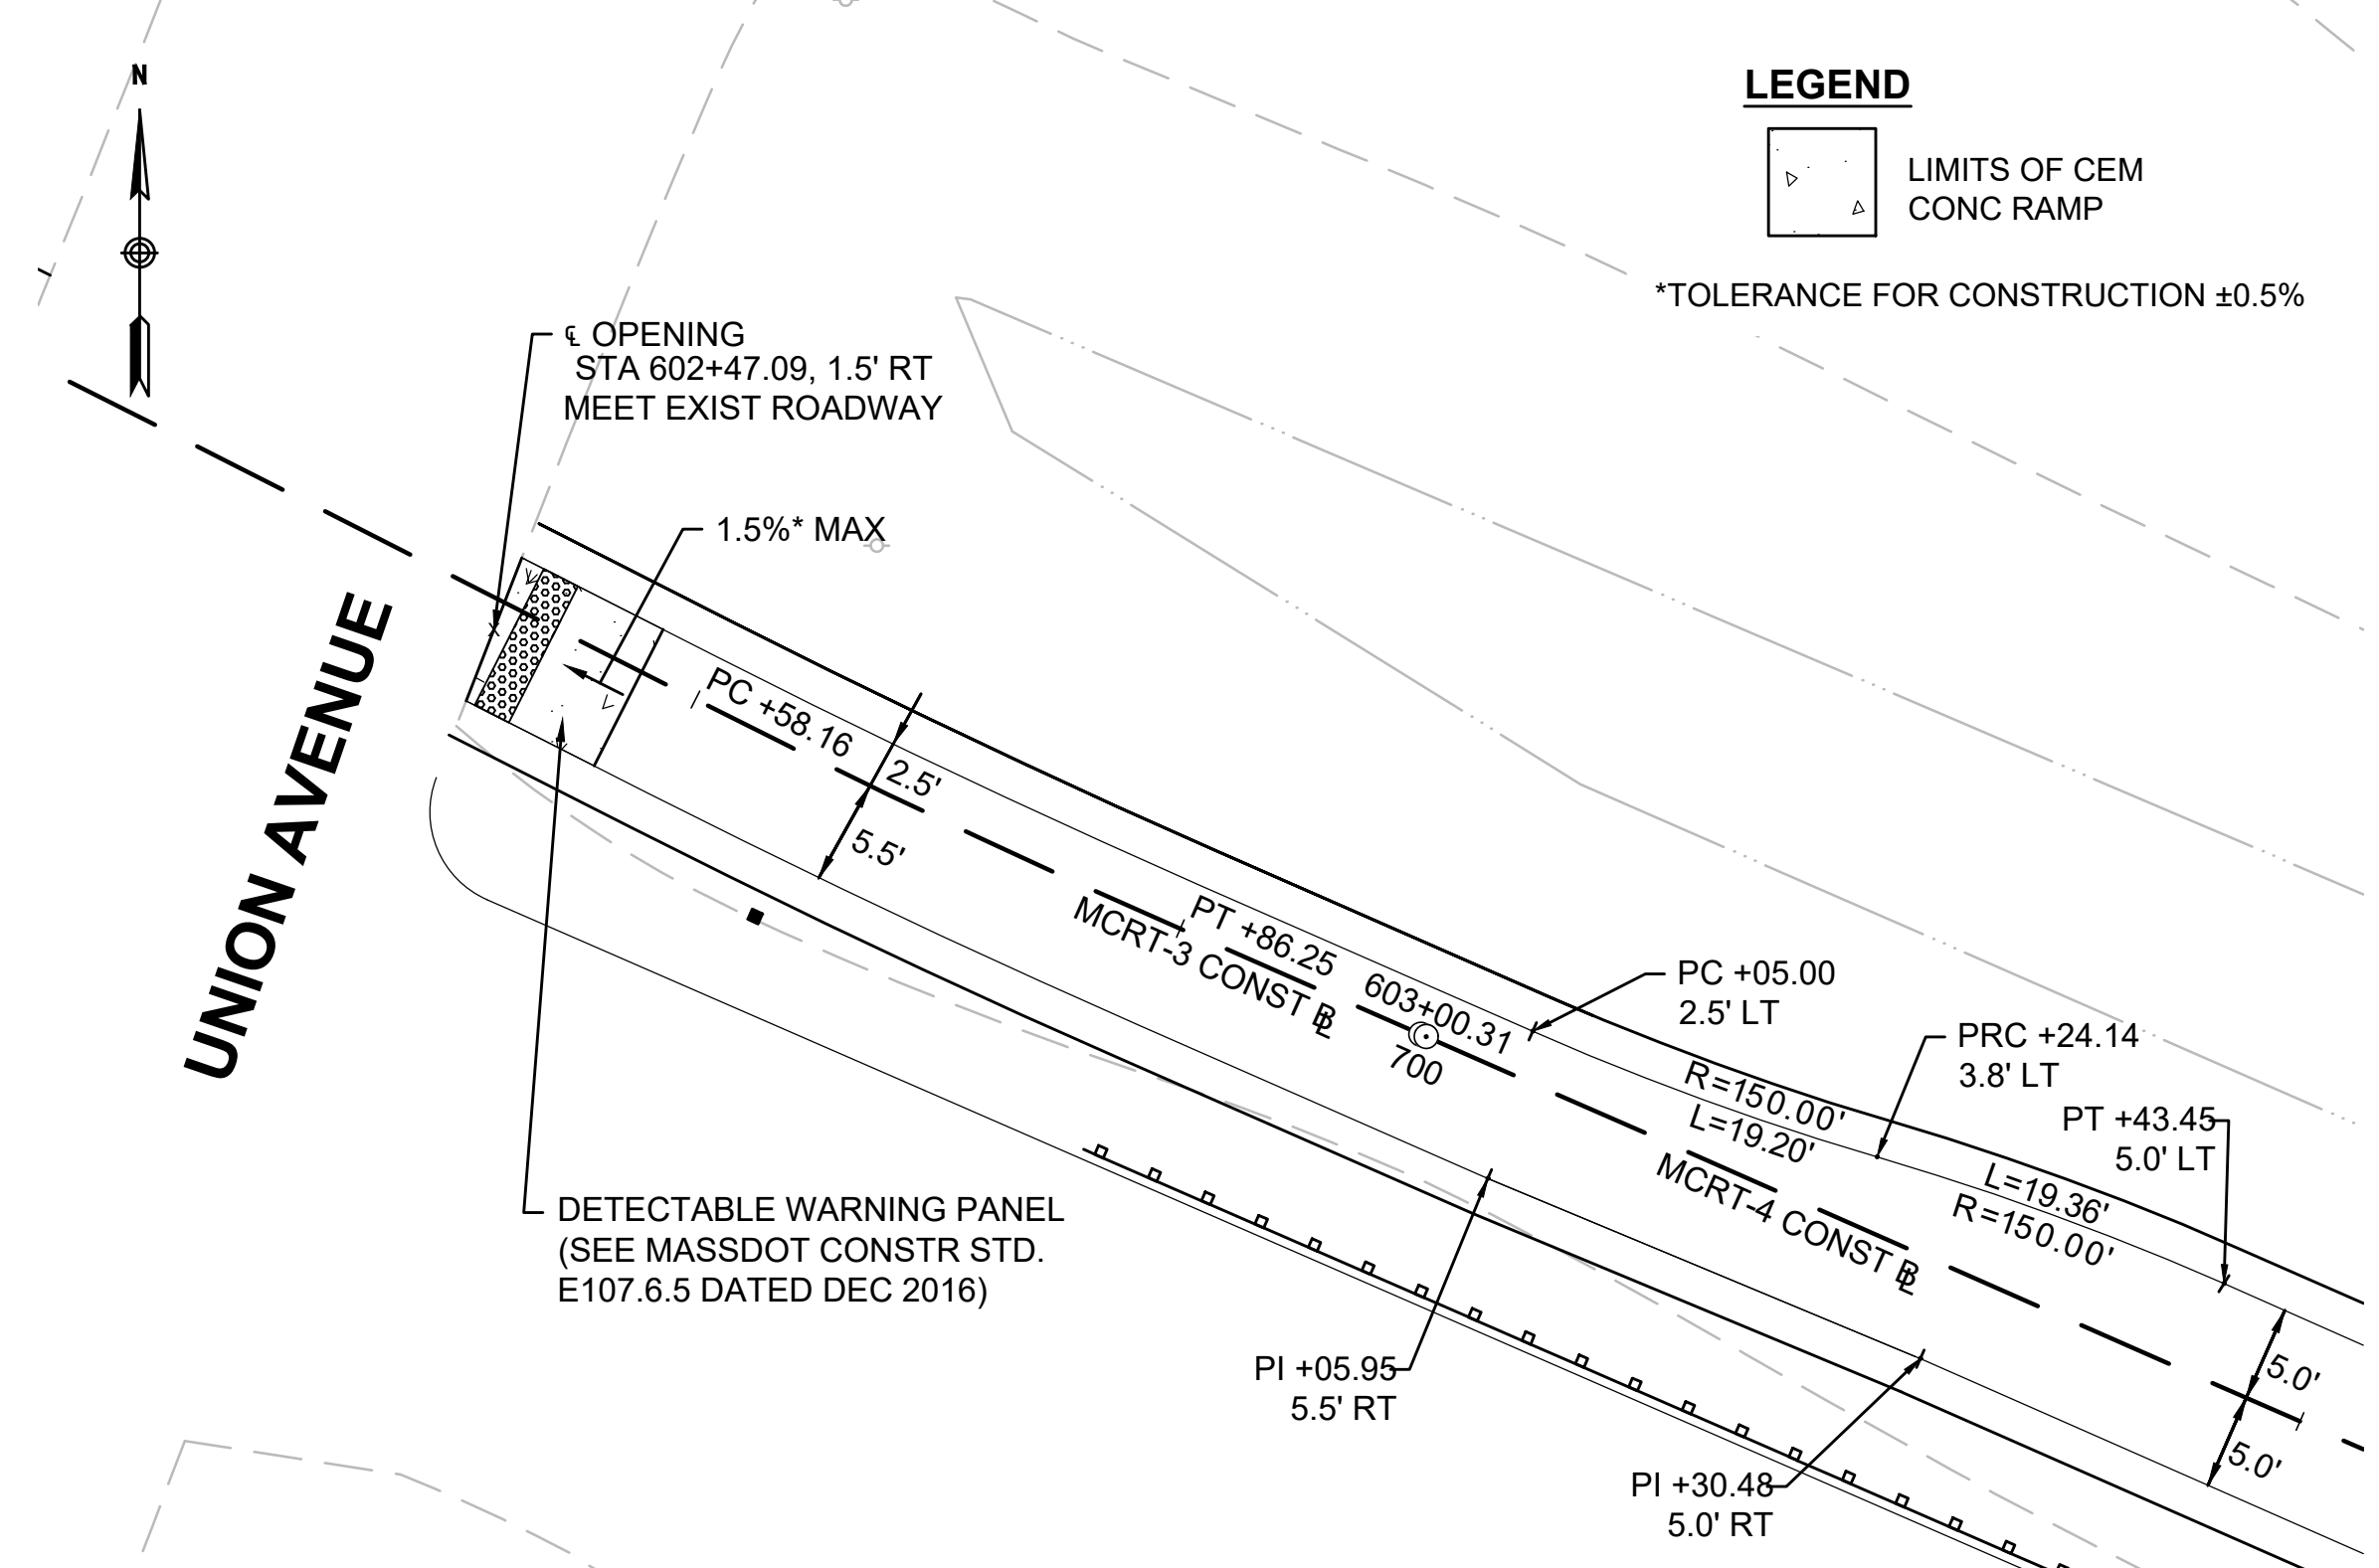 N
LEGEND
LIMITS OF CEM
CONC RAMP
*TOLERANCE FOR CONSTRUCTION ±0.5%
℄ OPENING
STA 602+47.09, 1.5' RT
MEET EXIST ROADWAY
1.5%* MAX
UNION AVENUE
PC +58.16
2.5'
5.5'
PT +86.25
MCRT-3 CONST BL
603+00.31
700
PC +05.00
2.5' LT
PRC +24.14
3.8' LT
PT +43.45
5.0' LT
R=150.00'
L=19.20'
MCRT-4 CONST BL
L=19.36'
R=150.00'
DETECTABLE WARNING PANEL
(SEE MASSDOT CONSTR STD.
E107.6.5 DATED DEC 2016)
PI +05.95
5.5' RT
5.0'
5.0'
PI +30.48
5.0' RT